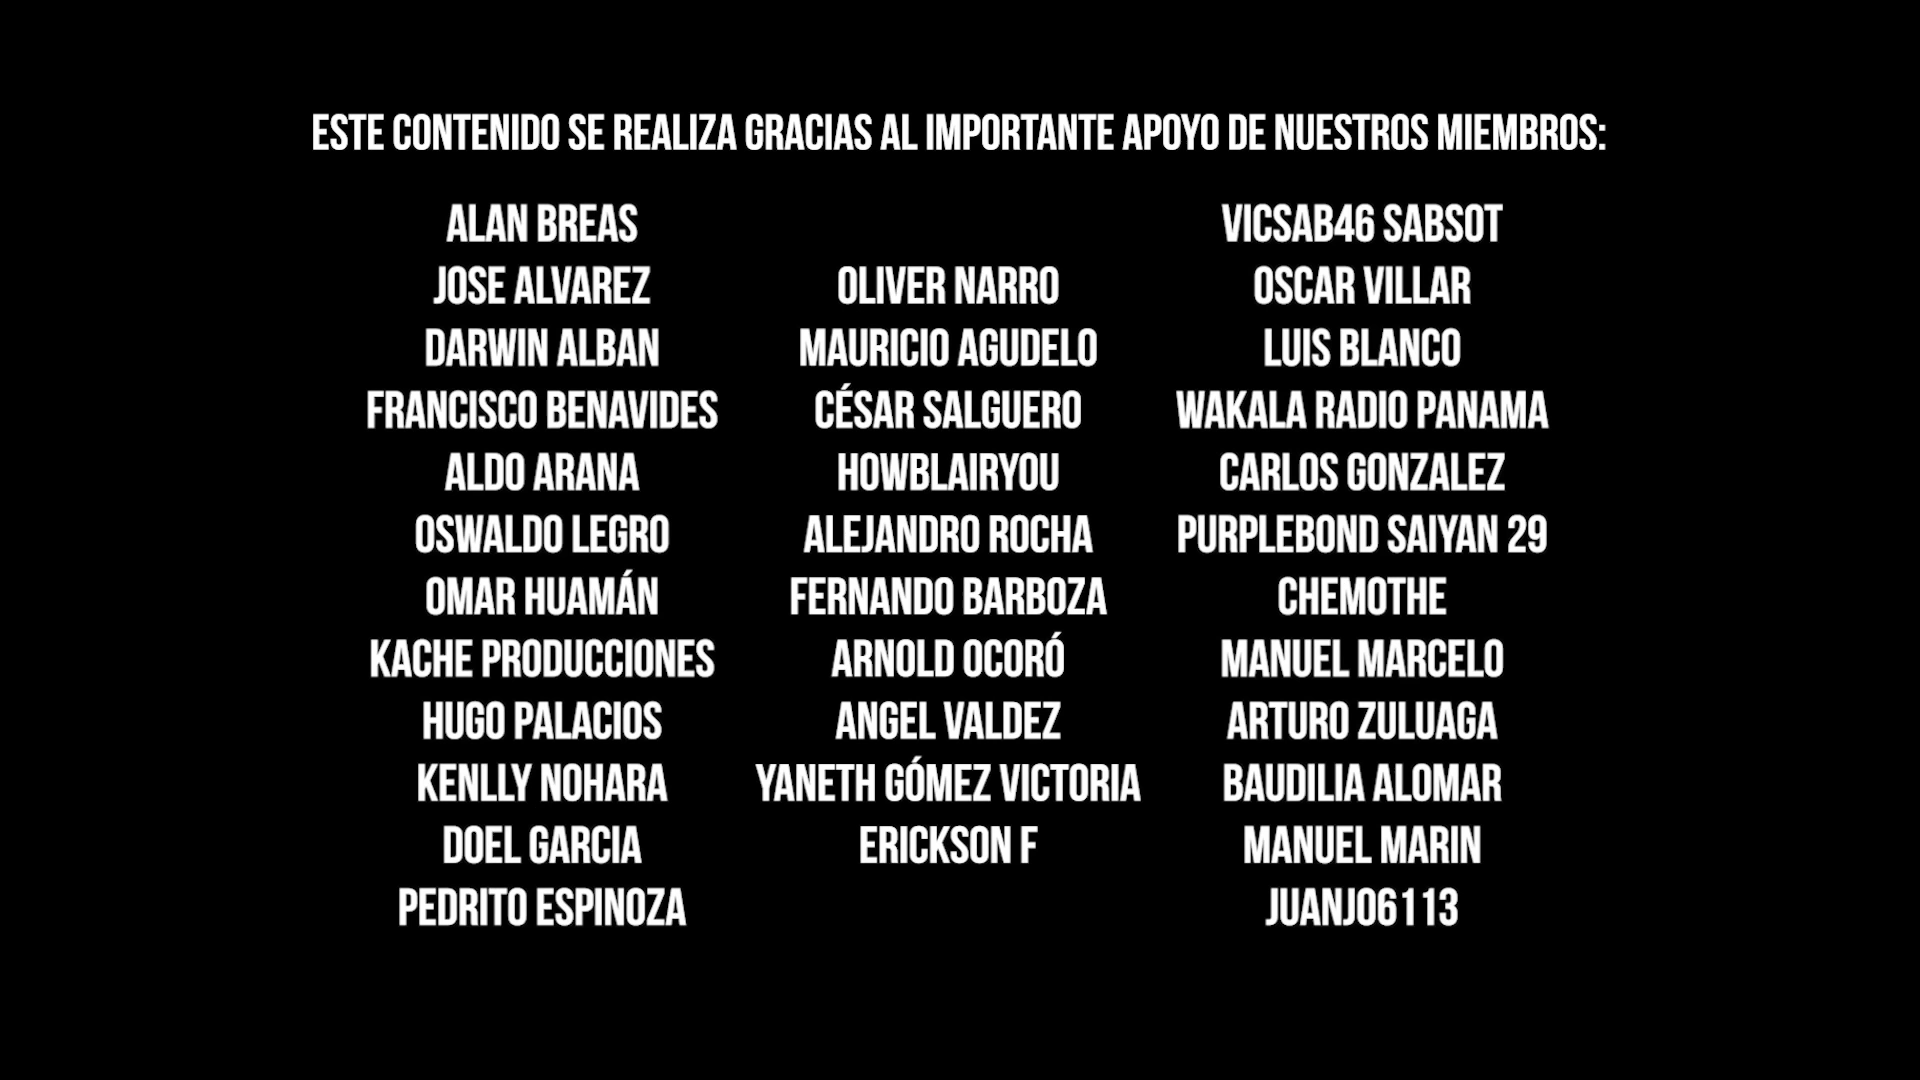 ESTE CONTENIDO SE REALIZA GRACIAS AL IMPORTANTE APOYO DE NUESTROS MIEMBROS:
ALAN BREAS
JOSE ALVAREZ
DARWIN ALBAN
FRANCISCO BENAVIDES
ALDO ARANA
OSWALDO LEGRO
OMAR HUAMÁN
KACHE PRODUCCIONES
HUGO PALACIOS
KENLLY NOHARA
DOEL GARCIA
PEDRITO ESPINOZA
OLIVER NARRO
MAURICIO AGUDELO
CÉSAR SALGUERO
HOWBLAIRYOU
ALEJANDRO ROCHA
FERNANDO BARBOZA
ARNOLD OCORÓ
ANGEL VALDEZ
YANETH GÓMEZ VICTORIA
ERICKSON F
VICSAB46 SABSOT
OSCAR VILLAR
LUIS BLANCO
WAKALA RADIO PANAMA
CARLOS GONZALEZ
PURPLEBOND SAIYAN 29
CHEMOTHE
MANUEL MARCELO
ARTURO ZULUAGA
BAUDILIA ALOMAR
MANUEL MARIN
JUANJO6113